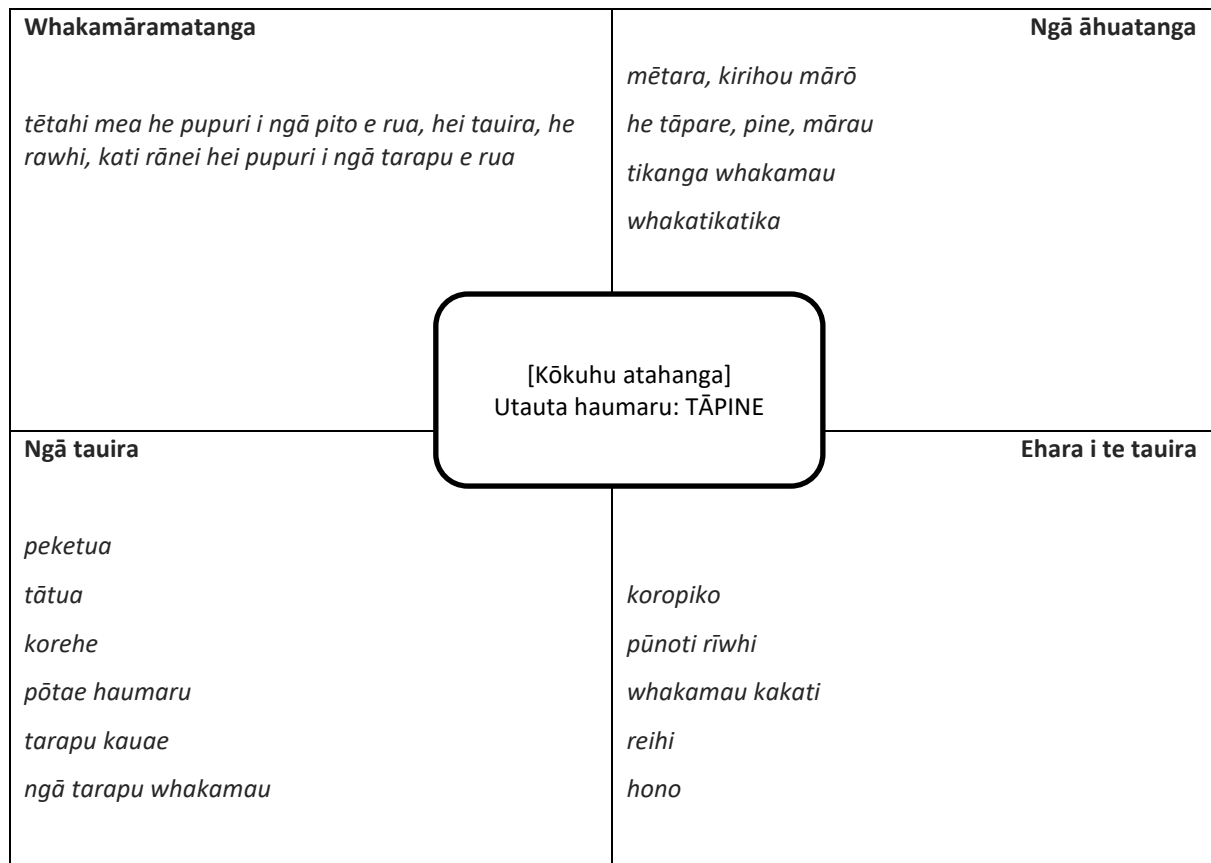 Whakamāramatanga
tētahi mea he pupuri i ngā pito e rua, hei tauira, he
rawhi, kati rānei hei pupuri i ngā tarapu e rua
Ngā āhuatanga
mētara, kirihou mārō
he tāpare, pine, mārau
tikanga whakamau
whakatikatika
[Kōkuhu atahanga]
Utauta haumaru: TĀPINE
Ngā tauira
peketua
tātua
korehe
pōtae haumaru
tarapu kauae
ngā tarapu whakamau
Ehara i te tauira
koropiko
pūnoti rīwhi
whakamau kakati
reihi
hono